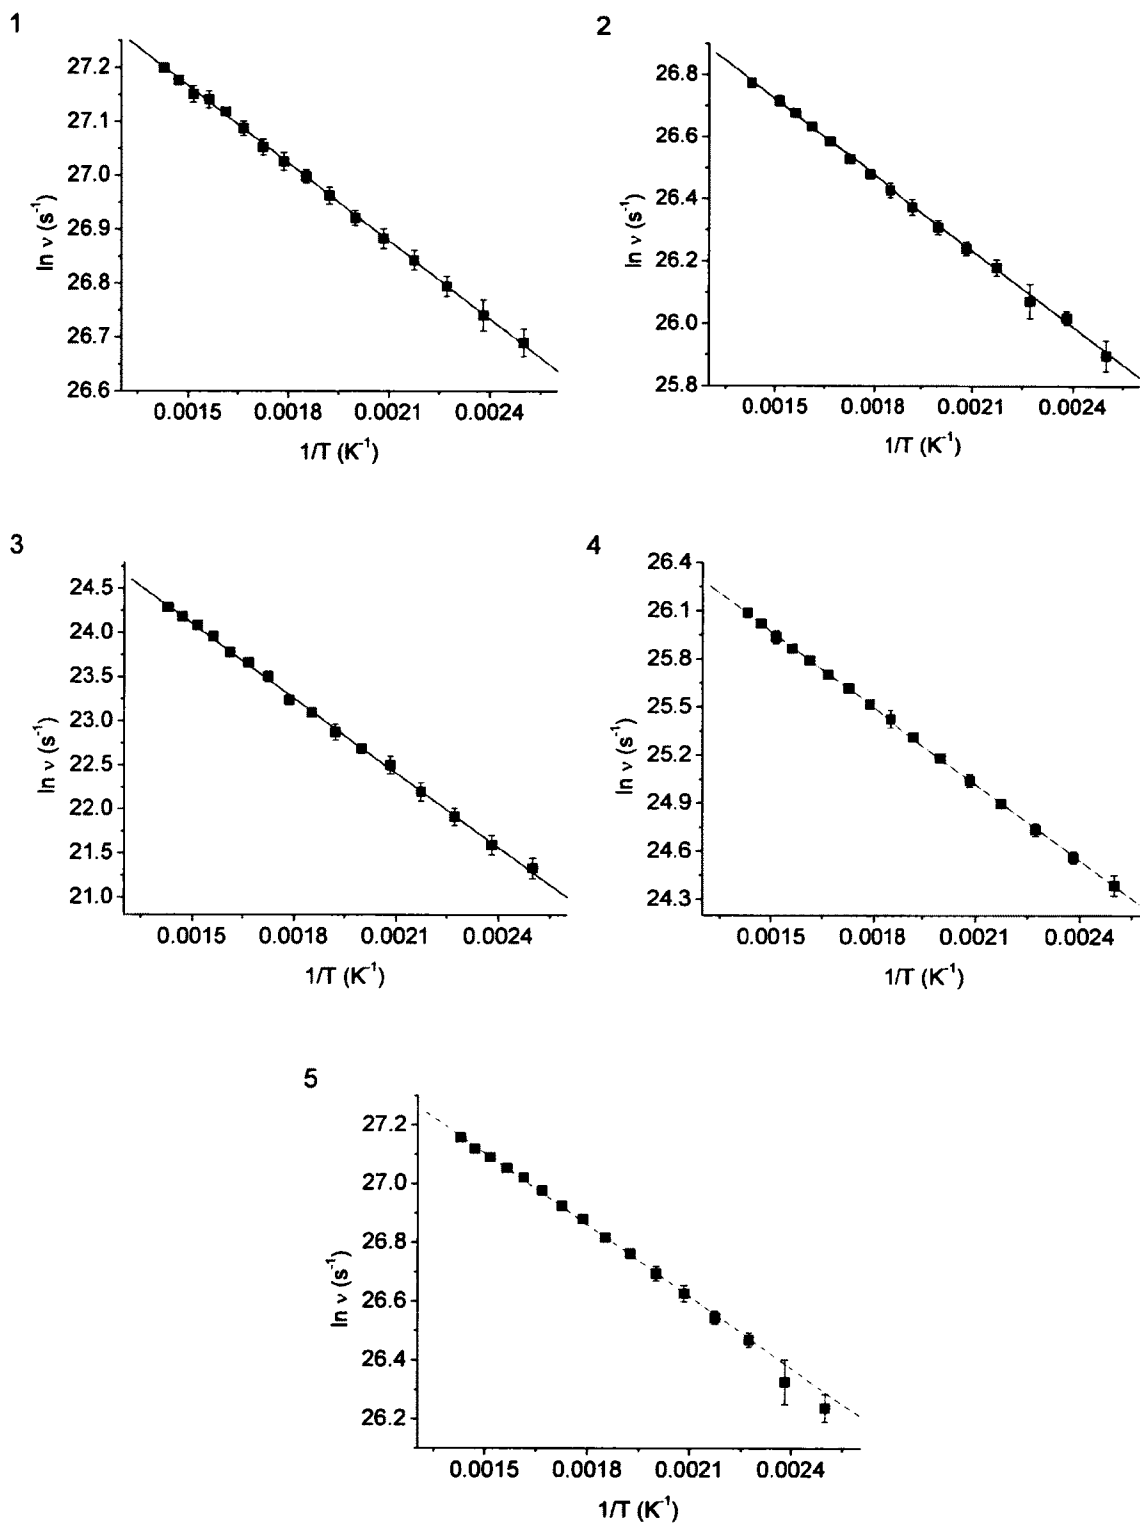 1
27.2
27.1
27.0
26.9
26.8
26.7
26.6
ln ν (s⁻¹)
0.0015 0.0018 0.0021 0.0024
1/T (K⁻¹)
2
26.8
26.6
26.4
26.2
26.0
25.8
ln ν (s⁻¹)
0.0015 0.0018 0.0021 0.0024
1/T (K⁻¹)
3
24.5
24.0
23.5
23.0
22.5
22.0
21.5
21.0
ln ν (s⁻¹)
0.0015 0.0018 0.0021 0.0024
1/T (K⁻¹)
4
26.4
26.1
25.8
25.5
25.2
24.9
24.6
24.3
ln ν (s⁻¹)
0.0015 0.0018 0.0021 0.0024
1/T (K⁻¹)
5
27.2
27.0
26.8
26.6
26.4
26.2
ln ν (s⁻¹)
0.0015 0.0018 0.0021 0.0024
1/T (K⁻¹)